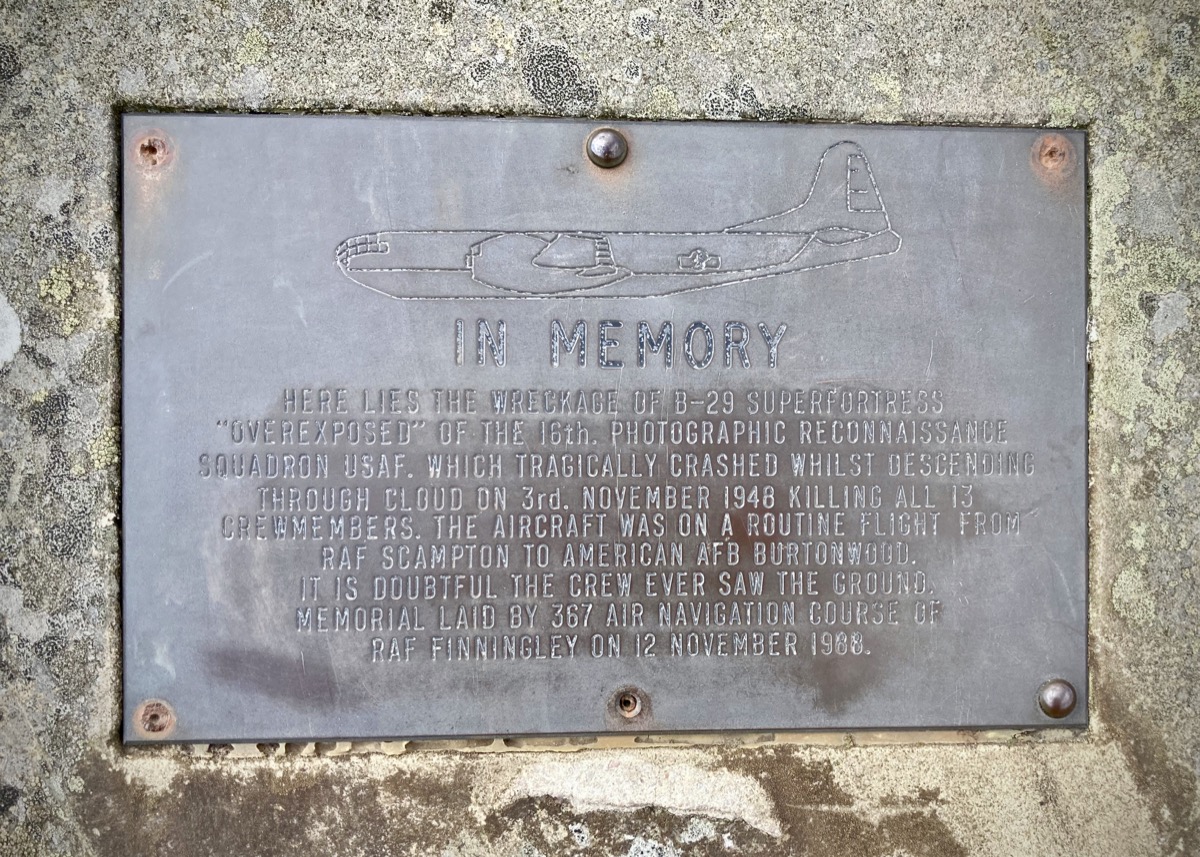 IN MEMORY
HERE LIES THE WRECKAGE OF B-29 SUPERFORTRESS
"OVEREXPOSED" OF THE 16th. PHOTOGRAPHIC RECONNAISSANCE
SQUADRON USAF. WHICH TRAGICALLY CRASHED WHILST DESCENDING
THROUGH CLOUD ON 3rd. NOVEMBER 1948 KILLING ALL 13
CREWMEMBERS. THE AIRCRAFT WAS ON A ROUTINE FLIGHT FROM
RAF SCAMPTON TO AMERICAN AFB BURTONWOOD.
IT IS DOUBTFUL THE CREW EVER SAW THE GROUND.
MEMORIAL LAID BY 367 AIR NAVIGATION COURSE OF
RAF FINNINGLEY ON 12 NOVEMBER 1988.